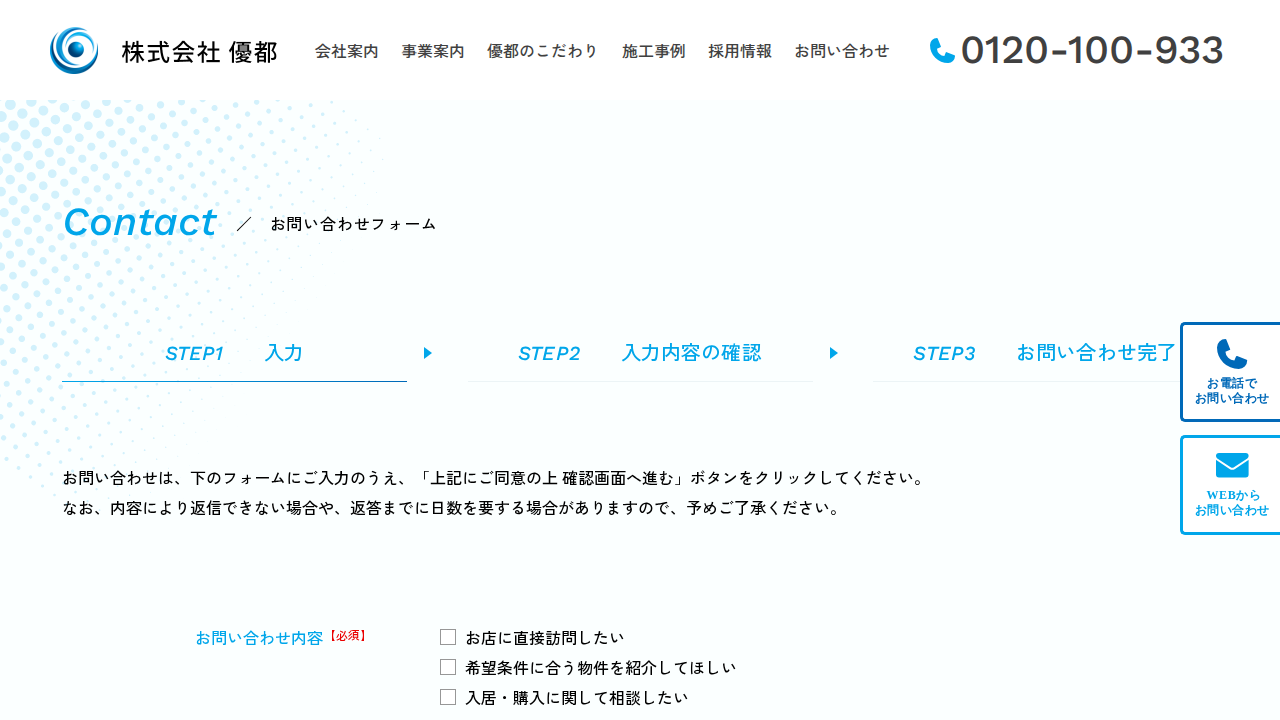 株式会社 優都
会社案内 事業案内 優都のこだわり 施工事例 採用情報 お問い合わせ
0120-100-933
Contact ／ お問い合わせフォーム
STEP1 入力
STEP2 入力内容の確認
STEP3 お問い合わせ完了
お電話で
お問い合わせ
WEBから
お問い合わせ
お問い合わせは、下のフォームにご入力のうえ、「上記にご同意の上 確認画面へ進む」ボタンをクリックしてください。
なお、内容により返信できない場合や、返答までに日数を要する場合がありますので、予めご了承ください。
お問い合わせ内容【必須】
お店に直接訪問したい
希望条件に合う物件を紹介してほしい
入居・購入に関して相談したい